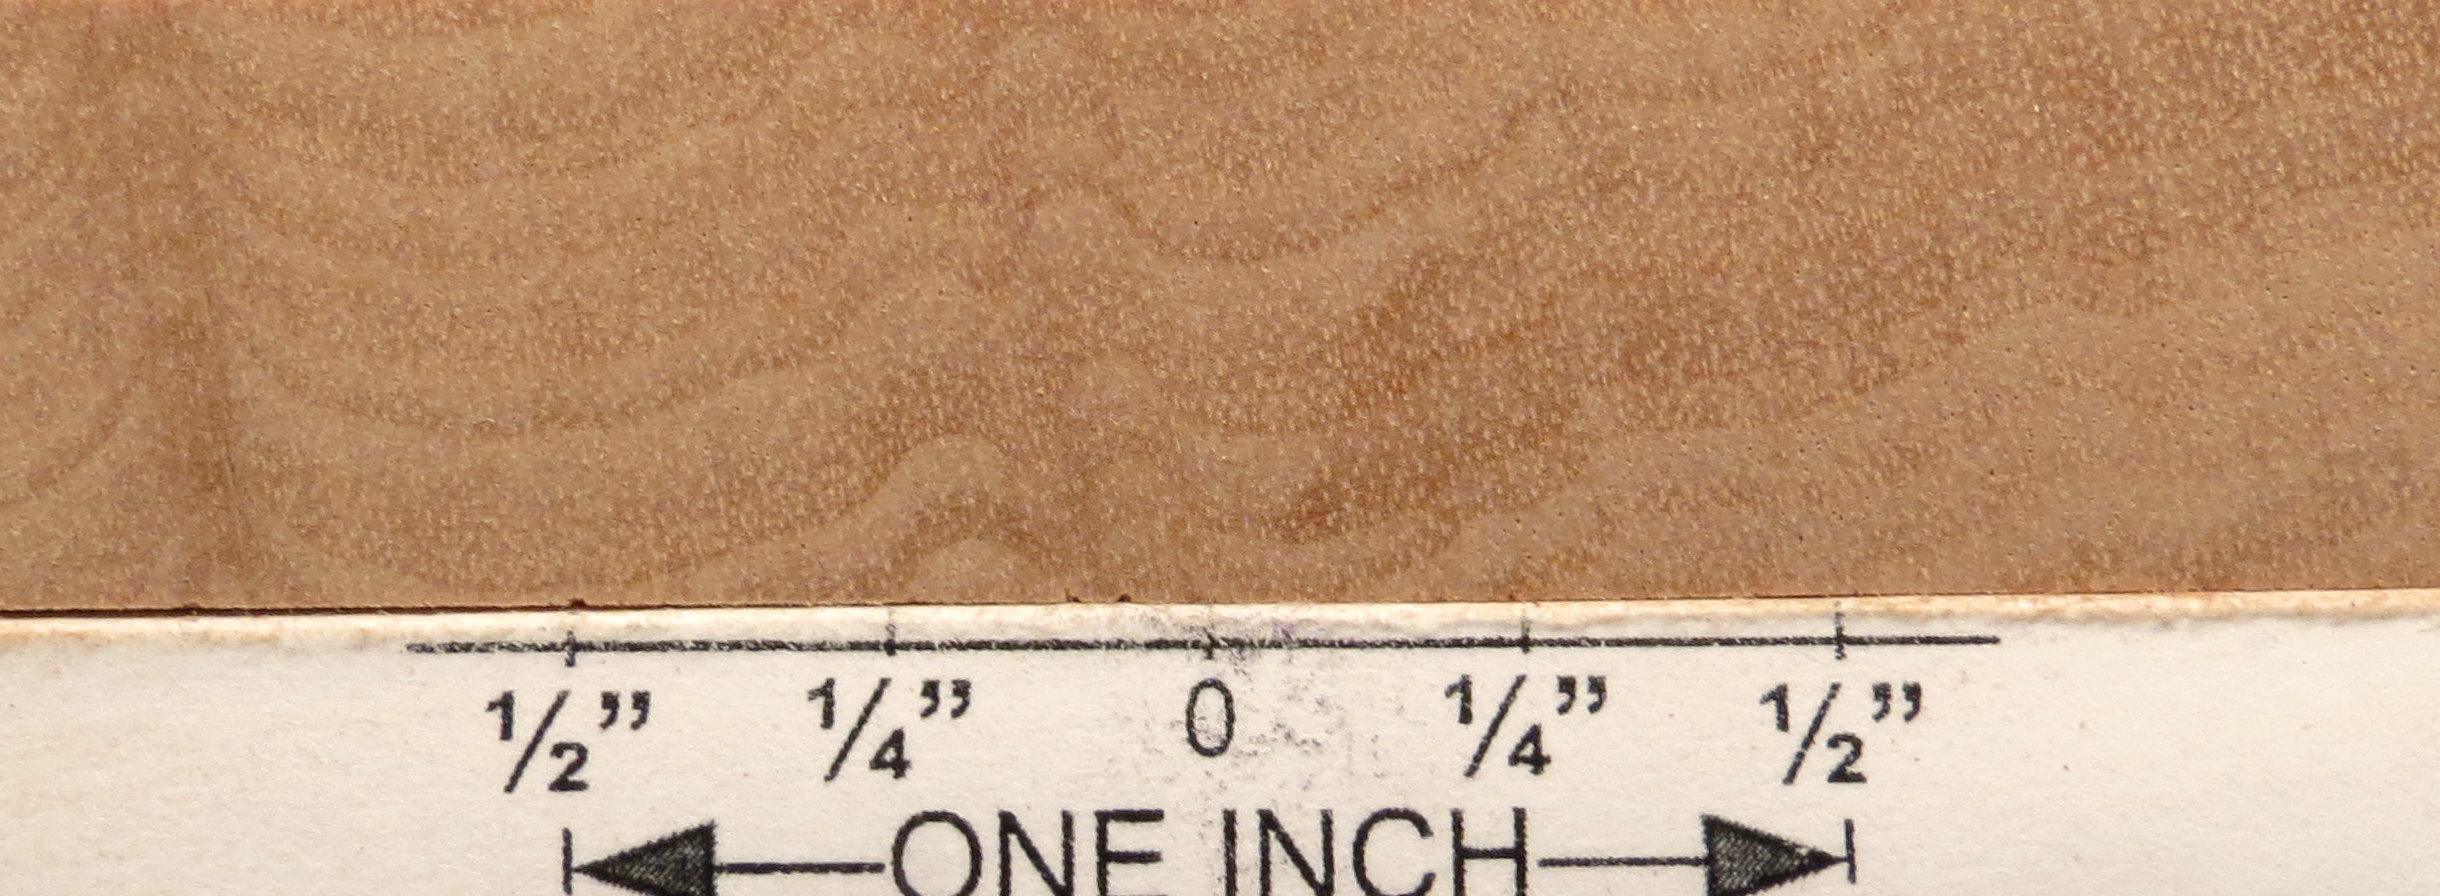 1/2” 1/4” 0 1/4” 1/2”
ONE INCH